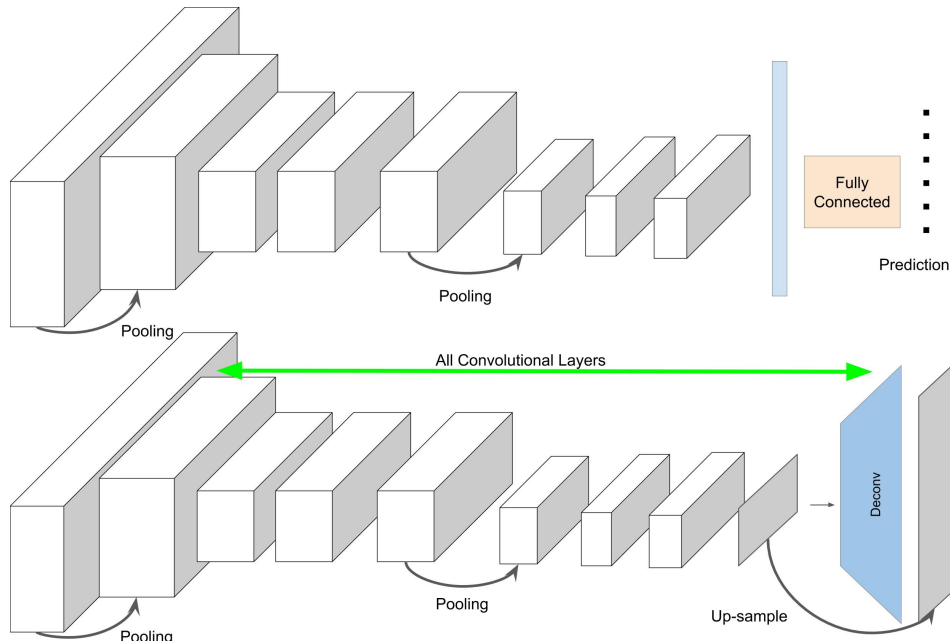 Fully
Connected
Prediction
Pooling
Pooling
All Convolutional Layers
Deconv
Pooling
Up-sample
Pooling